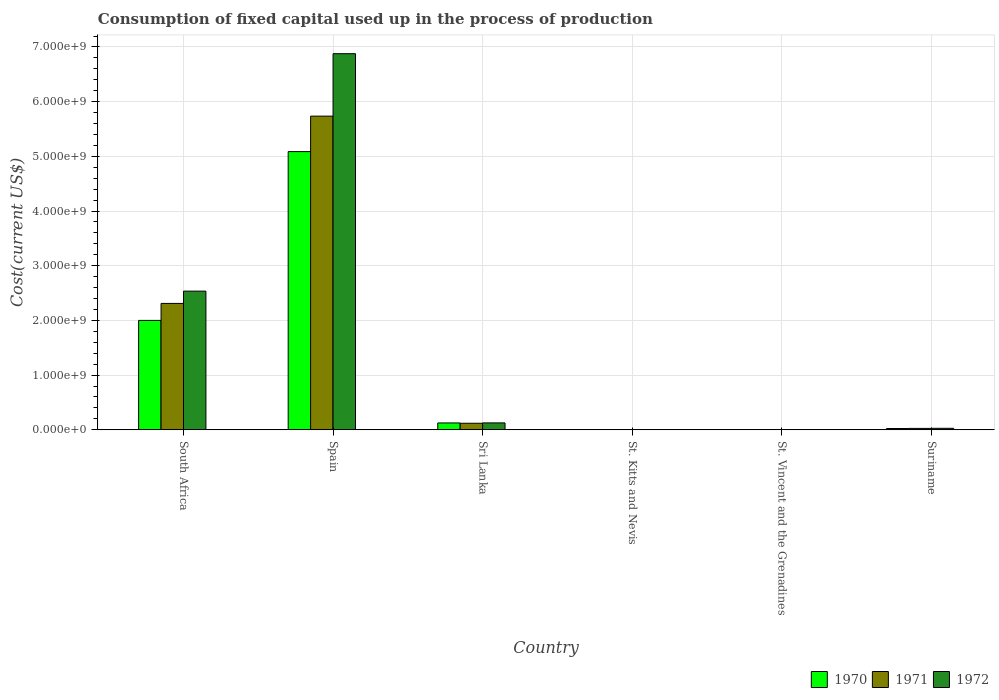 Consumption of fixed capital used up in the process of production
Cost(current US$)
7.000e+9
6.000e+9
5.000e+9
4.000e+9
3.000e+9
2.000e+9
1.000e+9
0.000e+0
South Africa
Spain
Sri Lanka
St. Kitts and Nevis
St. Vincent and the Grenadines
Suriname
Country
1970
1971
1972